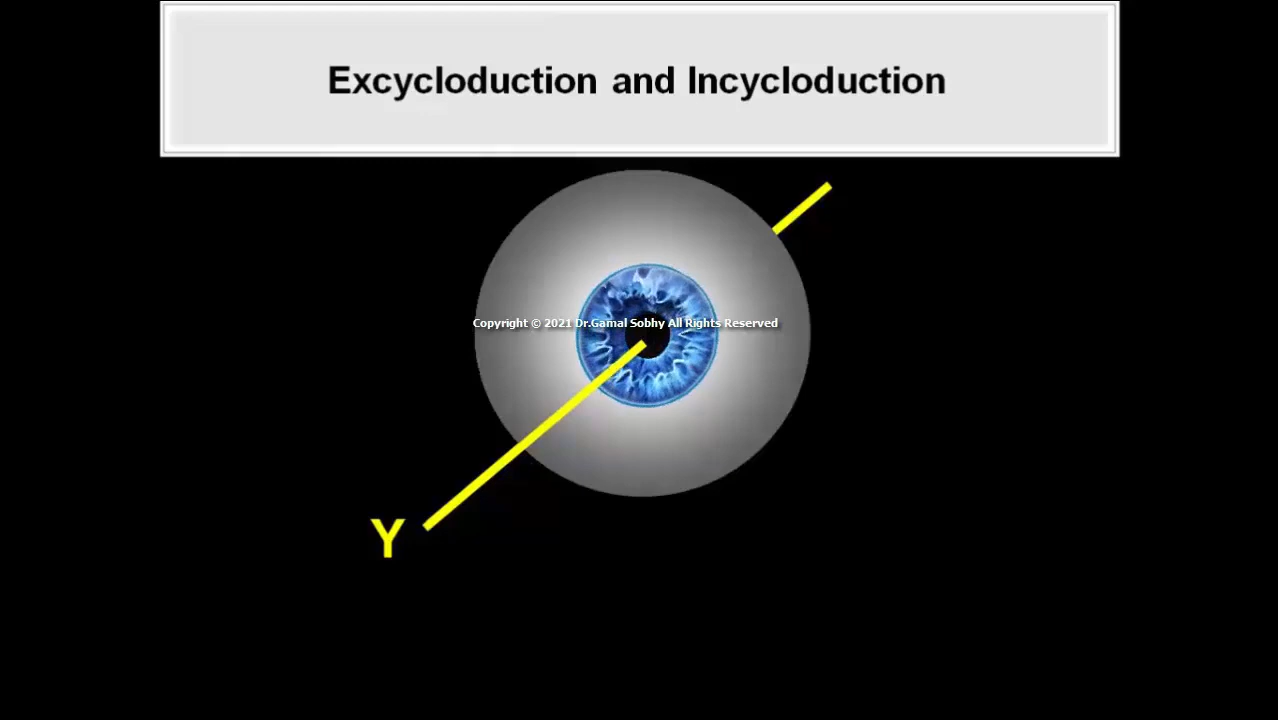 Excycloduction and Incycloduction
Copyright © 2021 Dr.Gamal Sobhy All Rights Reserved
Y